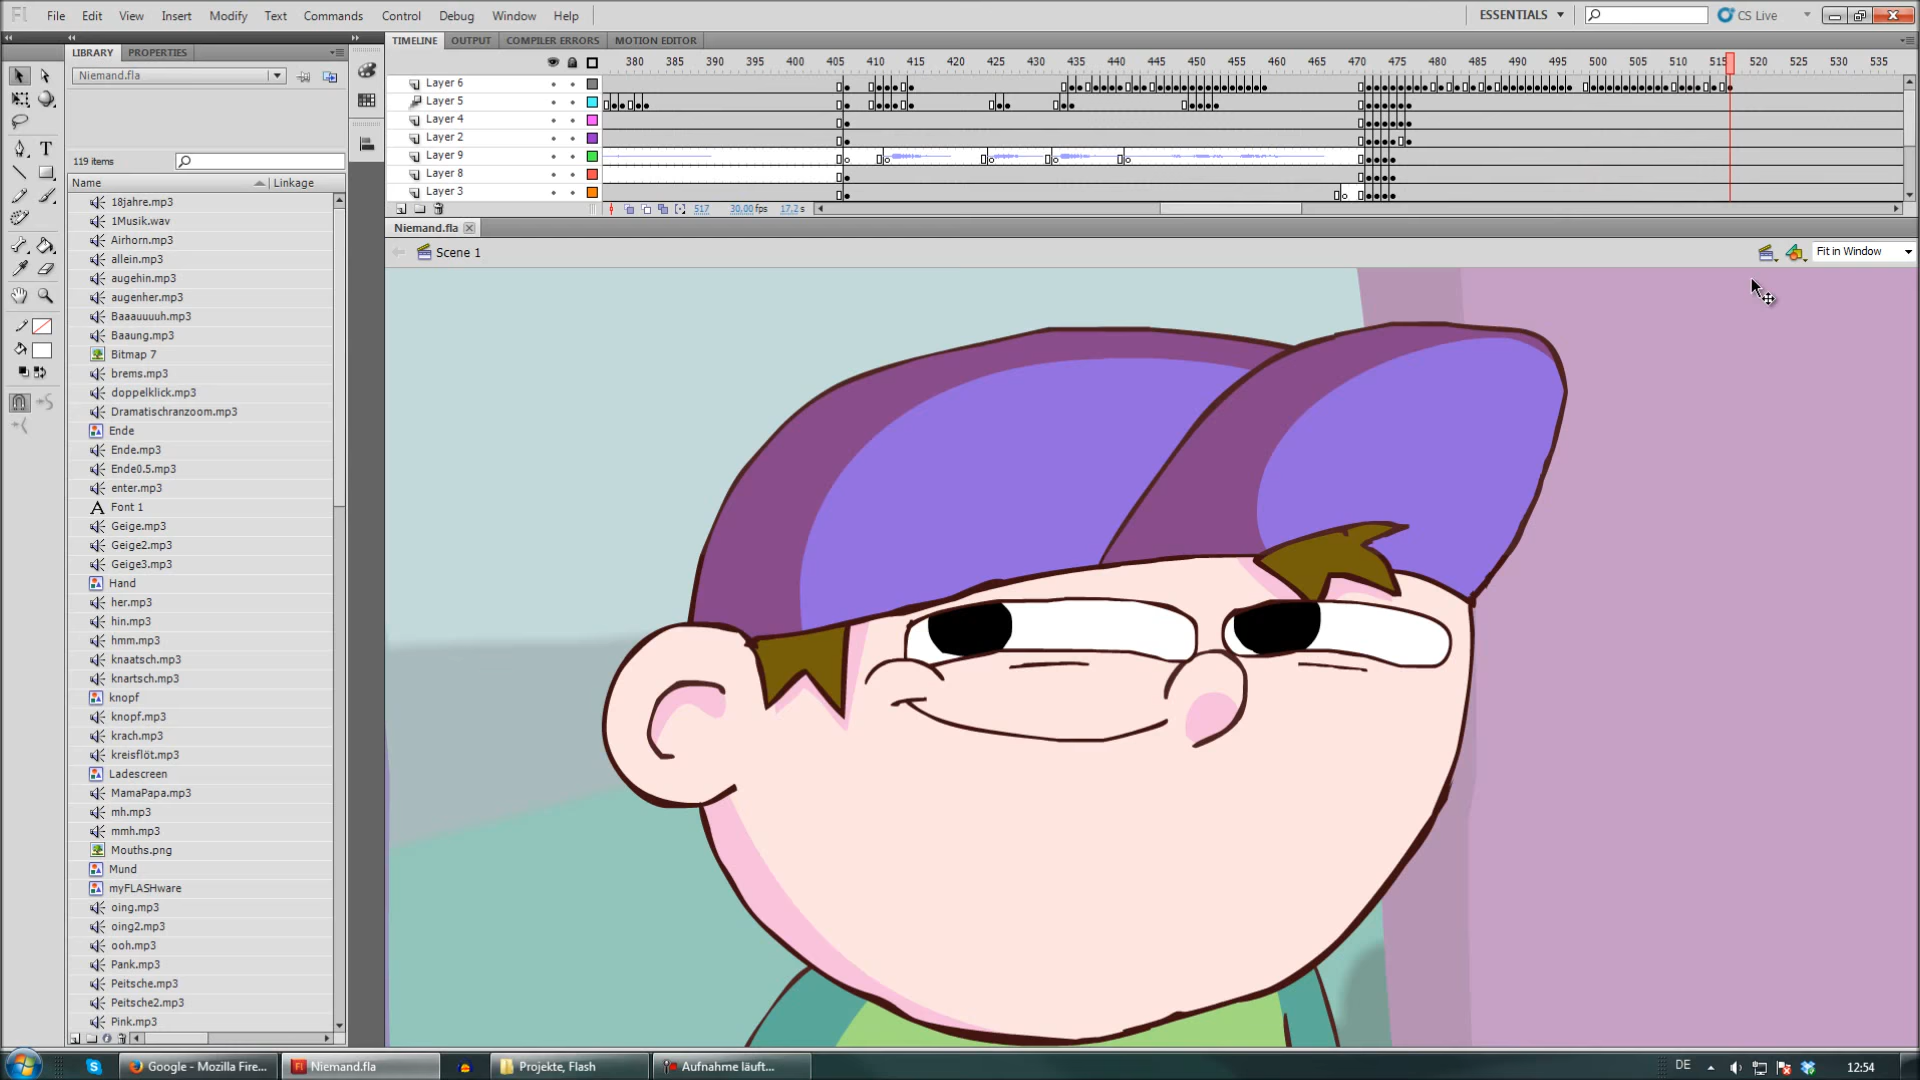 Fl File Edit View Insert Modify Text Commands Control Debug Window Help ESSENTIALS CS Live
LIBRARY PROPERTIES
TIMELINE OUTPUT COMPILER ERRORS MOTION EDITOR
380 385 390 395 400 405 410 415 420 425 430 435 440 445 450 455 460 465 470 475 480 485 490 495 500 505 510 515 520 525 530 535
Niemand.fla
Layer 6
Layer 5
Layer 4
Layer 2
Layer 9
Layer 8
Layer 3
517 30.00 fps 17.2 s
Niemand.fla
Scene 1
Fit in Window
119 items
Name Linkage
18jahre.mp3
1Musik.wav
Airhorn.mp3
allein.mp3
augehin.mp3
augenher.mp3
Baaauuuuh.mp3
Baaung.mp3
Bitmap 7
brems.mp3
doppelklick.mp3
Dramatischranzoom.mp3
Ende
Ende.mp3
Ende0.5.mp3
enter.mp3
Font 1
Geige.mp3
Geige2.mp3
Geige3.mp3
Hand
her.mp3
hin.mp3
hmm.mp3
knaatsch.mp3
knartsch.mp3
knopf
knopf.mp3
krach.mp3
kreisflöt.mp3
Ladescreen
MamaPapa.mp3
mh.mp3
mmh.mp3
Mouths.png
Mund
myFLASHware
oing.mp3
oing2.mp3
ooh.mp3
Pank.mp3
Peitsche.mp3
Peitsche2.mp3
Pink.mp3
Google - Mozilla Fire... Niemand.fla Projekte, Flash Aufnahme läuft... DE 12:54